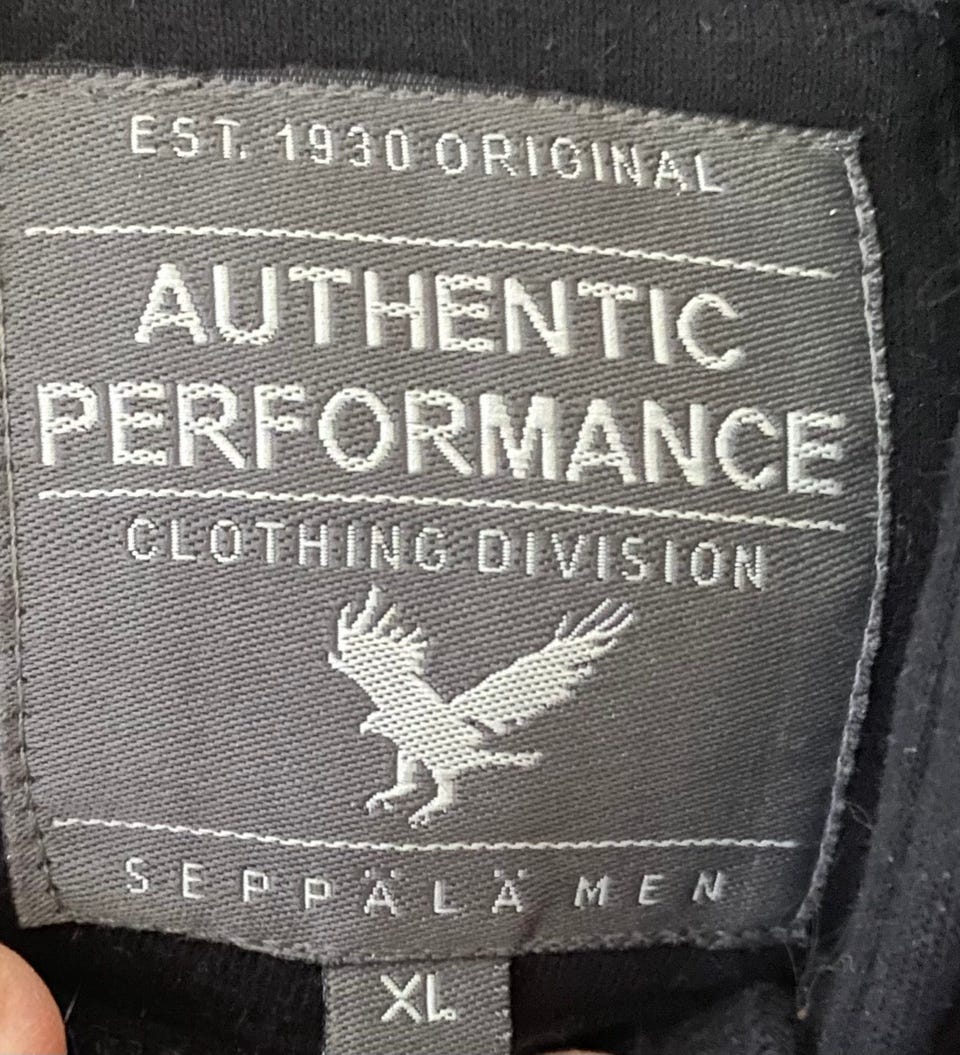 EST. 1930 ORIGINAL
AUTHENTIC
PERFORMANCE
CLOTHING DIVISION
SEPPÄLÄ MEN
XL